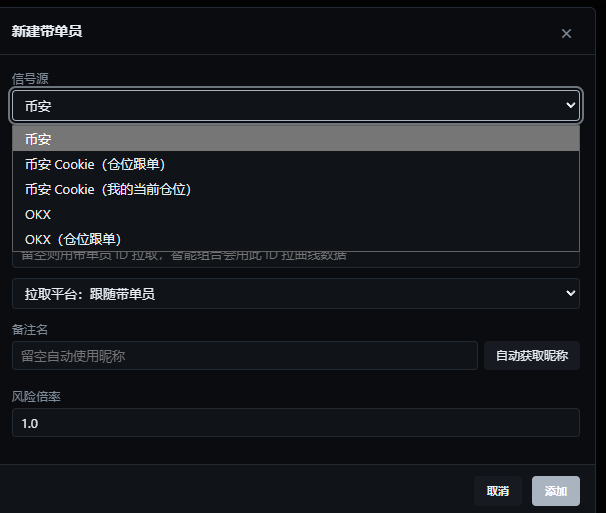 新建带单员
×
信号源
币安
币安
币安 Cookie（仓位跟单）
币安 Cookie（我的当前仓位）
OKX
OKX（仓位跟单）
留空则用带单员 ID 拉取，智能组合会用此 ID 拉曲线数据
拉取平台：跟随带单员
备注名
留空自动使用昵称
自动获取昵称
风险倍率
1.0
取消
添加